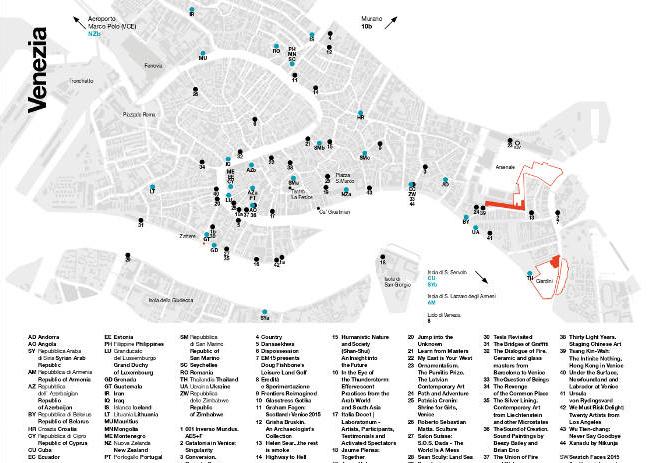 Venezia
Aeroporto
Marco Polo (VCE)
NZb
Murano
10b
Tronchetto
Ferrovia
Piazzale Roma
Piazza
S.Marco
Teatro
La Fenice
Ca' Giustinian
Zattere
Arsenale
Giardini
Isola di
San Giorgio
Isola della Giudecca
Isola di S. Servolo
CU
SYb
Isola di S. Lazzaro degli Armeni
AM
Lido di Venezia
8
AD Andorra
AO Angola
SY Repubblica Araba
di Siria Syrian Arab
Republic
AM Repubblica di Armenia
Republic of Armenia
AZ Repubblica
dell' Azerbaigian
Republic
of Azerbaijan
BY Repubblica di Belarus
Republic of Belarus
HR Croazia Croatia
CY Repubblica di Cipro
Republic of Cyprus
CU Cuba
EC Ecuador
EE Estonia
PH Filippine Philippines
LU Granducato
del Lussemburgo
Grand Duchy
of Luxembourg
GD Grenada
GT Guatemala
IR Iran
IQ Iraq
IS Islanda Iceland
LT Lituania Lithuania
MU Mauritius
MN Mongolia
ME Montenegro
NZ Nuova Zelanda
New Zealand
PT Portogallo Portugal
SM Repubblica
di San Marino
Republic of
San Marino
SC Seychelles
RO Romania
TH Thailandia Thailand
UA Ucraina Ukraine
ZW Repubblica
dello Zimbabwe
Republic
of Zimbabwe
1 001 Inverso Mundus.
AES+F
2 Catalonia in Venice:
Singularity
3 Conversion.
4 Country
5 Dansaekhwa
6 Dispossession
7 EM15 presents
Doug Fishbone's
Leisure Land Golf
8 Eredità
e Sperimentazione
9 Frontiers Reimagined
10 Glasstress Gotika
11 Graham Fagen:
Scotland+Venice 2015
12 Grisha Bruskin.
An Archaeologist's
Collection
13 Helen Sear...the rest
is smoke
14 Highway to Hell
15 Humanistic Nature
and Society
(Shan-Shui)
An Insight into
the Future
16 In the Eye of
the Thunderstorm:
Effervescent
Practices from the
Arab World
and South Asia
17 Italia Docet |
Laboratorium -
Artists, Participants,
Testimonials and
Activated Spectators
18 Jaume Plensa:
Together
20 Jump into the
Unknown
21 Learn from Masters
22 My East is Your West
23 Ornamentalism.
The Purvitis Prize.
The Latvian
Contemporary Art
24 Path and Adventure
25 Patricia Cronin:
Shrine for Girls,
Venice
26 Roberto Sebastian
Matta. Sculture
27 Salon Suisse:
S.O.S. Dada - The
World Is A Mess
28 Sean Scully: Land Sea
30 Tesla Revisited
31 The Bridges of Graffiti
32 The Dialogue of Fire.
Ceramic and glass
masters from
Barcelona to Venice
33 The Question of Beings
34 The Revenge
of the Common Place
35 The Silver Lining.
Contemporary Art
from Liechtenstein
and other Microstates
36 The Sound of Creation.
Sound Paintings by
Beezy Bailey and
Brian Eno
37 The Union of Fire
38 Thirty Light Years.
Staging Chinese Art
39 Tsang Kin-Wah:
The Infinite Nothing,
Hong Kong in Venice
40 Under the Surface,
Newfoundland and
Labrador at Venice
41 Ursula
von Rydingsvard
42 We Must Risk Delight:
Twenty Artists from
Los Angeles
43 Wu Tien-chang:
Never Say Goodbye
44 Xanadu by Nikunja
SW Swatch Faces 2015